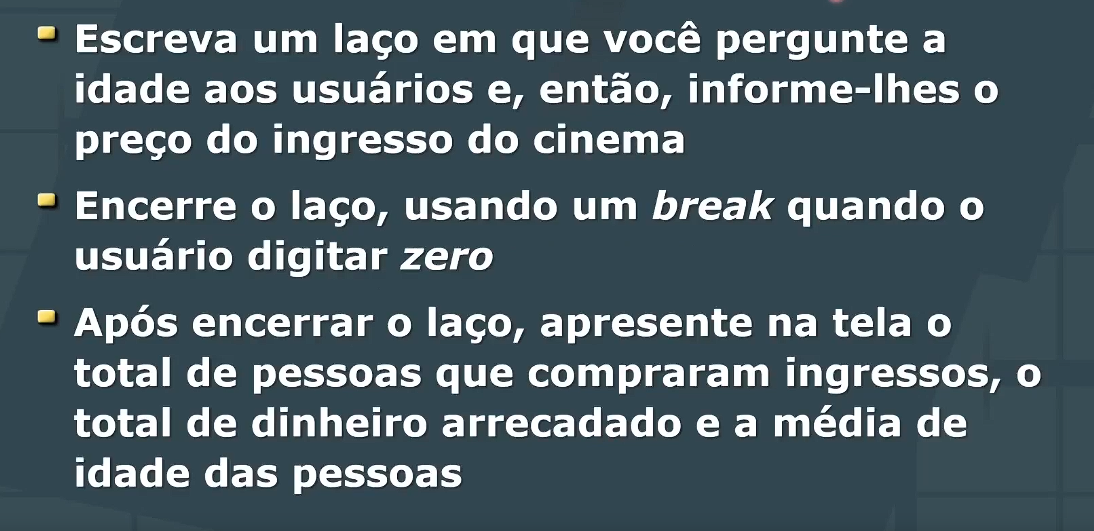 Escreva um laço em que você pergunte a
idade aos usuários e, então, informe-lhes o
preço do ingresso do cinema
Encerre o laço, usando um break quando o
usuário digitar zero
Após encerrar o laço, apresente na tela o
total de pessoas que compraram ingressos, o
total de dinheiro arrecadado e a média de
idade das pessoas